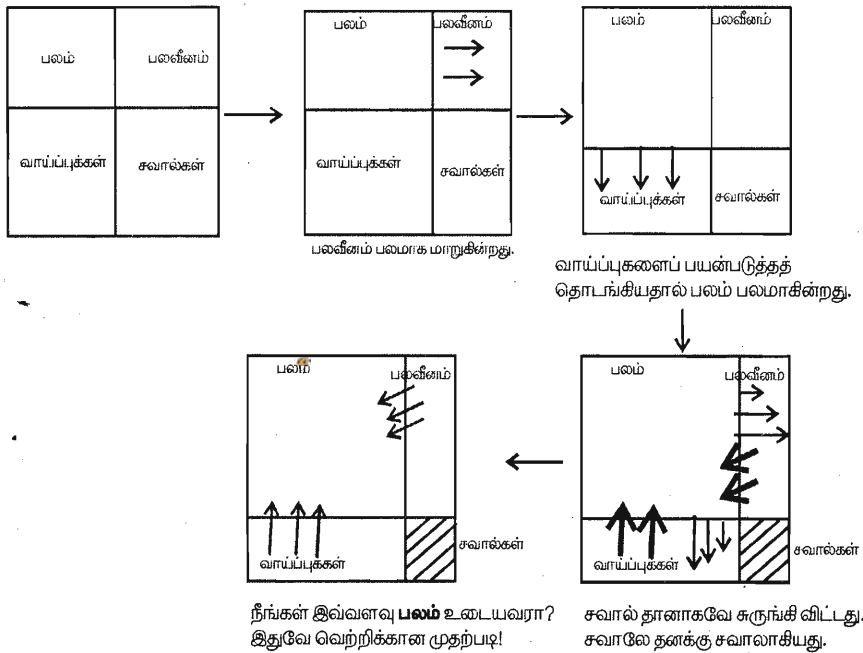 பலம்
பலவீனம்
வாய்ப்புக்கள்
சவால்கள்
பலம்
பலவீனம்
வாய்ப்புக்கள்
சவால்கள்
பலவீனம் பலமாக மாறுகின்றது.
பலம்
பலவீனம்
வாய்ப்புக்கள்
சவால்கள்
வாய்ப்புகளைப் பயன்படுத்தத்
தொடங்கியதால் பலம் பலமாகின்றது.
பலம்
பலவீனம்
வாய்ப்புக்கள்
சவால்கள்
சவால் தானாகவே சுருங்கி விட்டது.
சவாலே தனக்கு சவாலாகியது.
பலம்
பலவீனம்
வாய்ப்புக்கள்
சவால்கள்
நீங்கள் இவ்வளவு பலம் உடையவரா?
இதுவே வெற்றிக்கான முதற்படி!